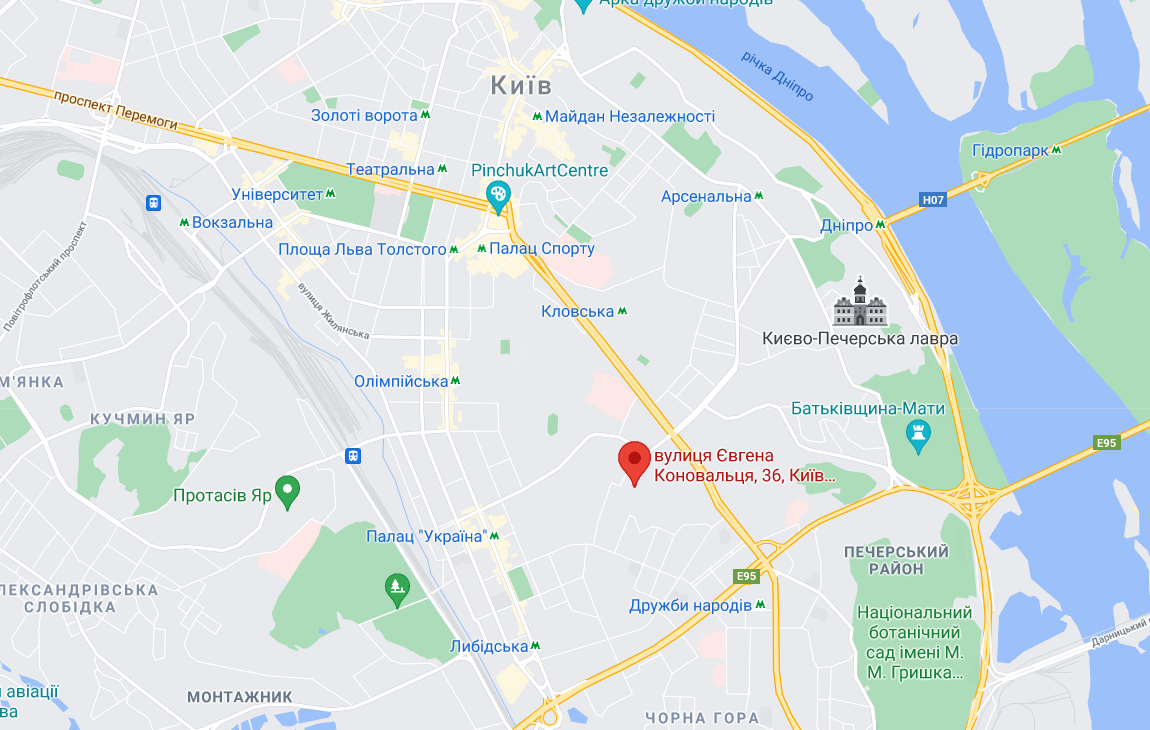 Арка дружби народів
річка Дніпро
Київ
проспект Перемоги
Золоті ворота
Майдан Незалежності
Гідропарк
Театральна
PinchukArtCentre
Університет
Арсенальна
H07
Вокзальна
Дніпро
Площа Льва Толстого
Палац Спорту
Повітрофлотський проспект
вулиця Жилянська
Кловська
Києво-Печерська лавра
М'ЯНКА
Олімпійська
КУЧМИН ЯР
Батьківщина-Мати
E95
вулиця Євгена
Коновальця, 36, Київ...
Протасів Яр
Палац "Україна"
ПЕЧЕРСЬКИЙ
РАЙОН
E95
ЛЕКСАНДРІВСЬКА
СЛОБІДКА
Дружби народів
Національний
ботанічний
сад імені М.
М. Гришка...
Дарницький м
Либідська
й авіації
ва
МОНТАЖНИК
ЧОРНА ГОРА